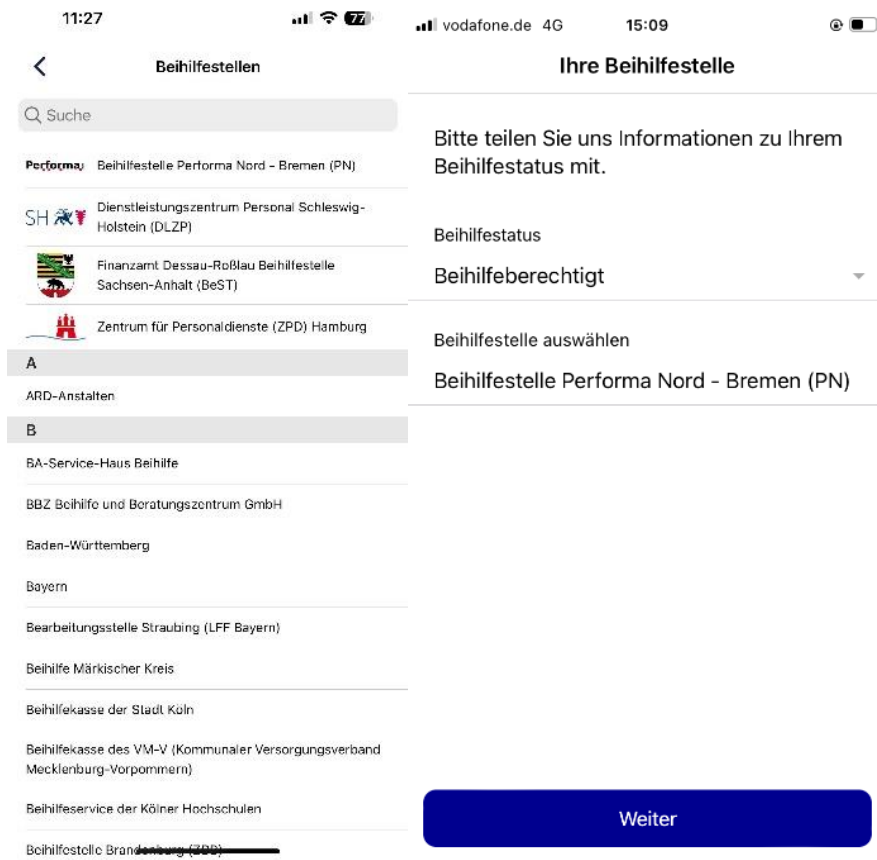 11:27
77
Beihilfestellen
Suche
Performa
Beihilfestelle Performa Nord - Bremen (PN)
SH
Dienstleistungszentrum Personal Schleswig-
Holstein (DLZP)
Finanzamt Dessau-Roßlau Beihilfestelle
Sachsen-Anhalt (BeST)
Zentrum für Personaldienste (ZPD) Hamburg
A
ARD-Anstalten
B
BA-Service-Haus Beihilfe
BBZ Beihilfe und Beratungszentrum GmbH
Baden-Württemberg
Bayern
Bearbeitungsstelle Straubing (LFF Bayern)
Beihilfe Märkischer Kreis
Beihilfekasse der Stadt Köln
Beihilfekasse des VM-V (Kommunaler Versorgungsverband
Mecklenburg-Vorpommern)
Beihilfeservice der Kölner Hochschulen
Beihilfestelle Brandenburg (ZBB)
vodafone.de 4G
15:09
Ihre Beihilfestelle
Bitte teilen Sie uns Informationen zu Ihrem
Beihilfestatus mit.
Beihilfestatus
Beihilfeberechtigt
Beihilfestelle auswählen
Beihilfestelle Performa Nord - Bremen (PN)
Weiter